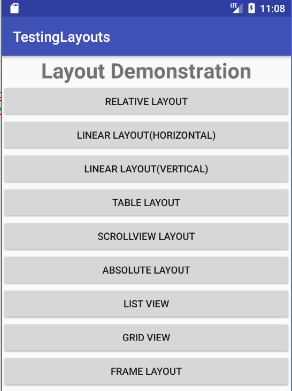 LTE 11:08
TestingLayouts
Layout Demonstration
RELATIVE LAYOUT
LINEAR LAYOUT(HORIZONTAL)
LINEAR LAYOUT(VERTICAL)
TABLE LAYOUT
SCROLLVIEW LAYOUT
ABSOLUTE LAYOUT
LIST VIEW
GRID VIEW
FRAME LAYOUT